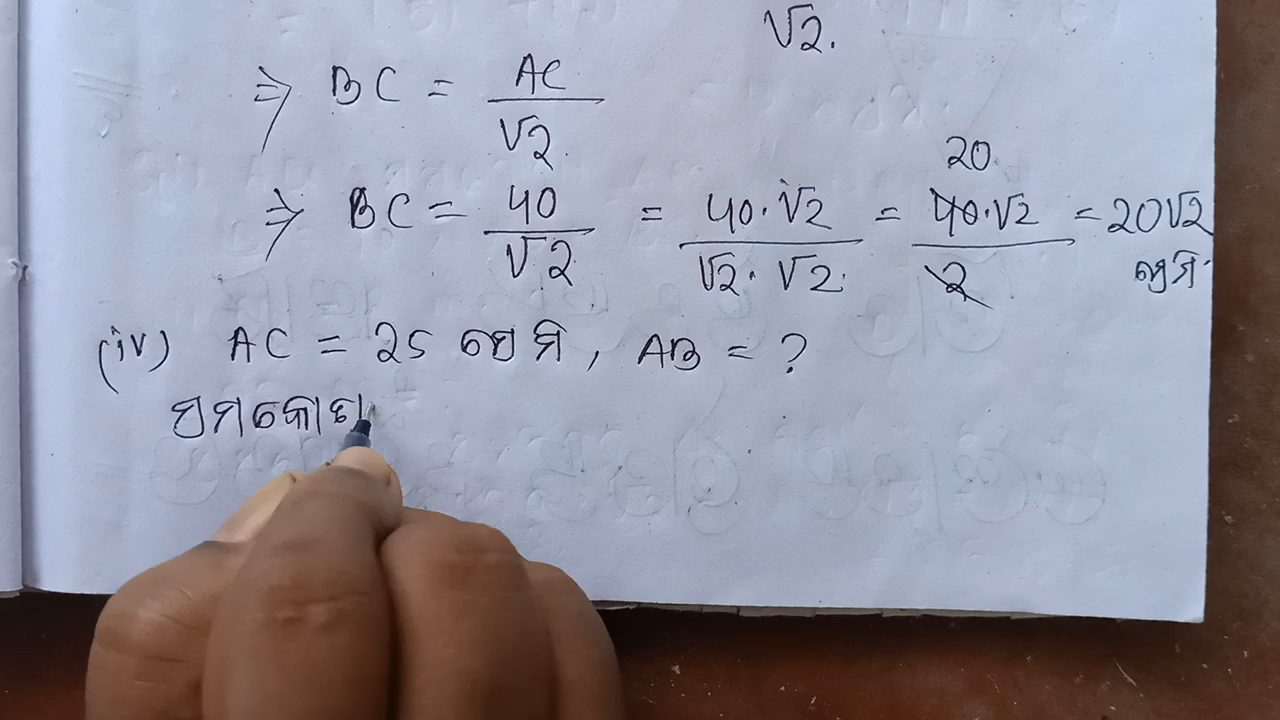 √2.
⇒ BC = AC / √2
⇒ BC = 40 / √2 = 40·√2 / √2·√2 = 40·√2 / 2 = 20√2 ସେମି
20
(iv) AC = 25 ସେମି, AB = ?
ସମକୋଣ